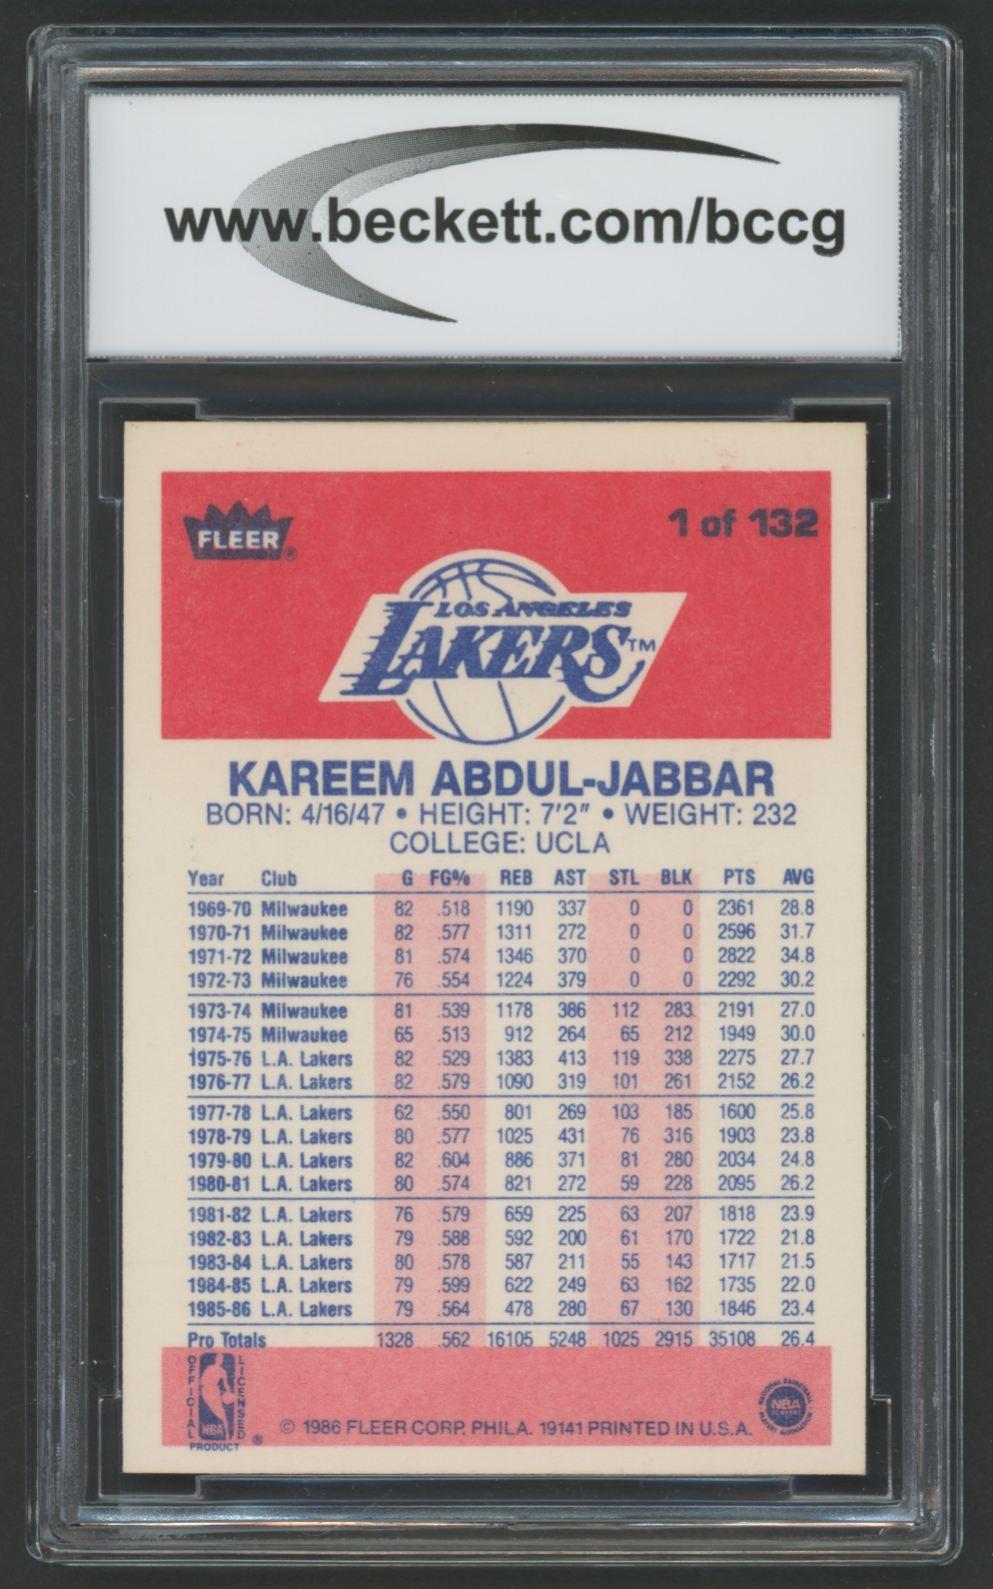 www.beckett.com/bccg
FLEER®
1 of 132
LOS ANGELES
LAKERS™
KAREEM ABDUL-JABBAR
BORN: 4/16/47 • HEIGHT: 7'2" • WEIGHT: 232
COLLEGE: UCLA
Year Club G FG% REB AST STL BLK PTS AVG
1969-70 Milwaukee 82 .518 1190 337 0 0 2361 28.8
1970-71 Milwaukee 82 .577 1311 272 0 0 2596 31.7
1971-72 Milwaukee 81 .574 1346 370 0 0 2822 34.8
1972-73 Milwaukee 76 .554 1224 379 0 0 2292 30.2
1973-74 Milwaukee 81 .539 1178 386 112 283 2191 27.0
1974-75 Milwaukee 65 .513 912 264 65 212 1949 30.0
1975-76 L.A. Lakers 82 .529 1383 413 119 338 2275 27.7
1976-77 L.A. Lakers 82 .579 1090 319 101 261 2152 26.2
1977-78 L.A. Lakers 62 .550 801 269 103 185 1600 25.8
1978-79 L.A. Lakers 80 .577 1025 431 76 316 1903 23.8
1979-80 L.A. Lakers 82 .604 886 371 81 280 2034 24.8
1980-81 L.A. Lakers 80 .574 821 272 59 228 2095 26.2
1981-82 L.A. Lakers 76 .579 659 225 63 207 1818 23.9
1982-83 L.A. Lakers 79 .588 592 200 61 170 1722 21.8
1983-84 L.A. Lakers 80 .578 587 211 55 143 1717 21.5
1984-85 L.A. Lakers 79 .599 622 249 63 162 1735 22.0
1985-86 L.A. Lakers 79 .564 478 280 67 130 1846 23.4
Pro Totals 1328 .562 16105 5248 1025 2915 35108 26.4
OFFICIAL
LICENSED
NBA
PRODUCT ®
© 1986 FLEER CORP. PHILA. 19141 PRINTED IN U.S.A.
NATIONAL BASKETBALL
NBA
PLAYERS
PLAYERS ASSOCIATION